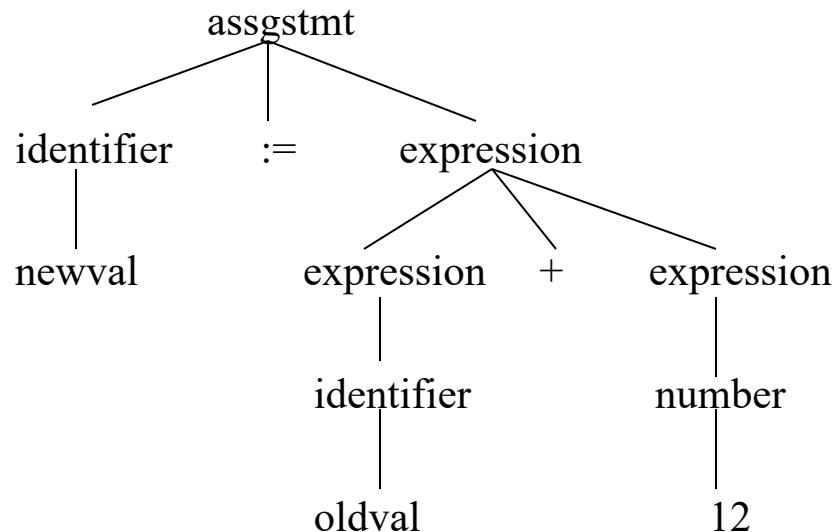 assgstmt
identifier := expression
newval expression + expression
identifier number
oldval 12